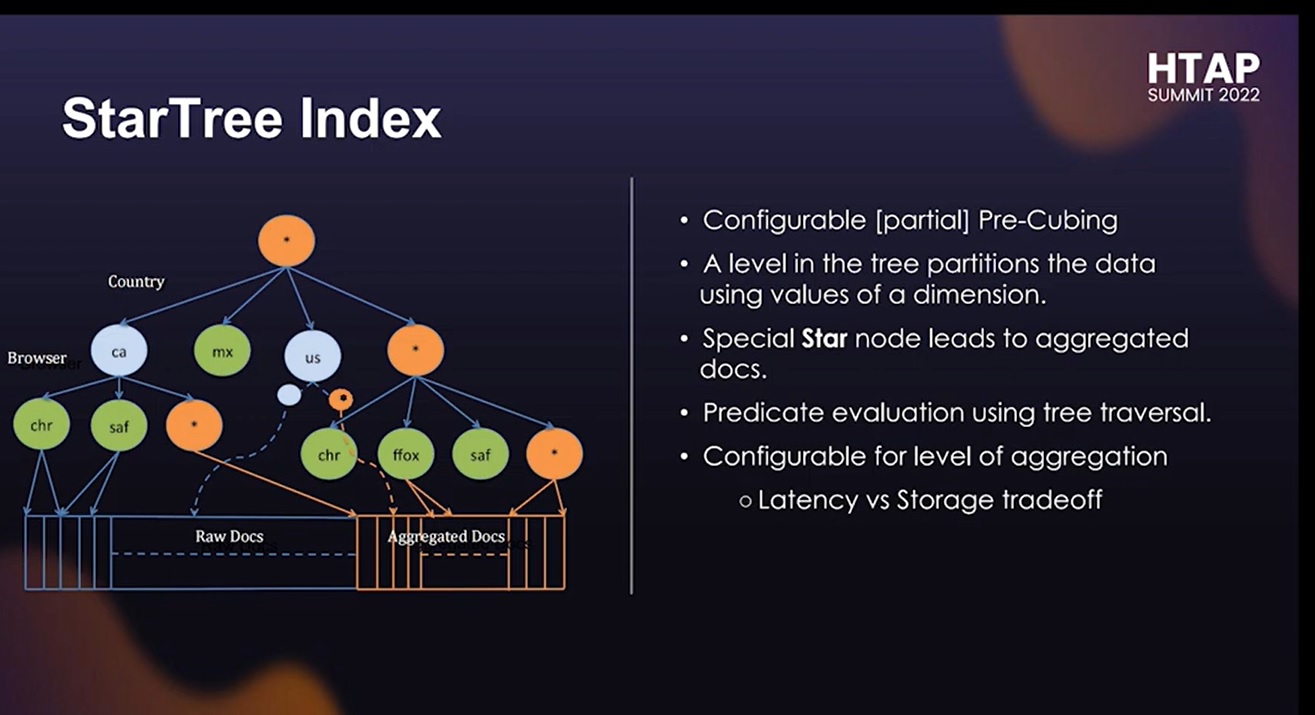 HTAP
SUMMIT 2022
StarTree Index
*
Country
ca
mx
us
*
Browser
chr
saf
*
chr
ffox
saf
*
Raw Docs
Aggregated Docs
• Configurable [partial] Pre-Cubing
• A level in the tree partitions the data
using values of a dimension.
• Special Star node leads to aggregated
docs.
• Predicate evaluation using tree traversal.
• Configurable for level of aggregation
○ Latency vs Storage tradeoff